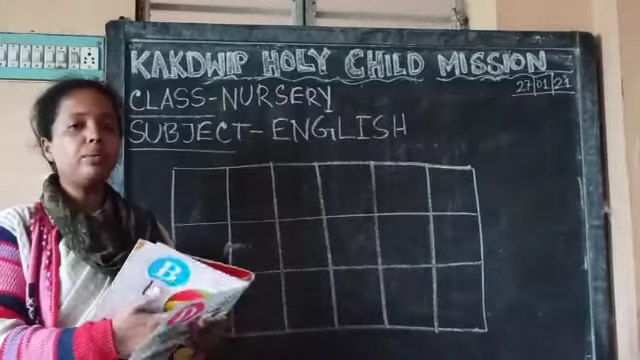 KAKDWIP HOLY CHILD MISSION
27 01 21
CLASS-NURSERY
SUBJECT-ENGLISH
B